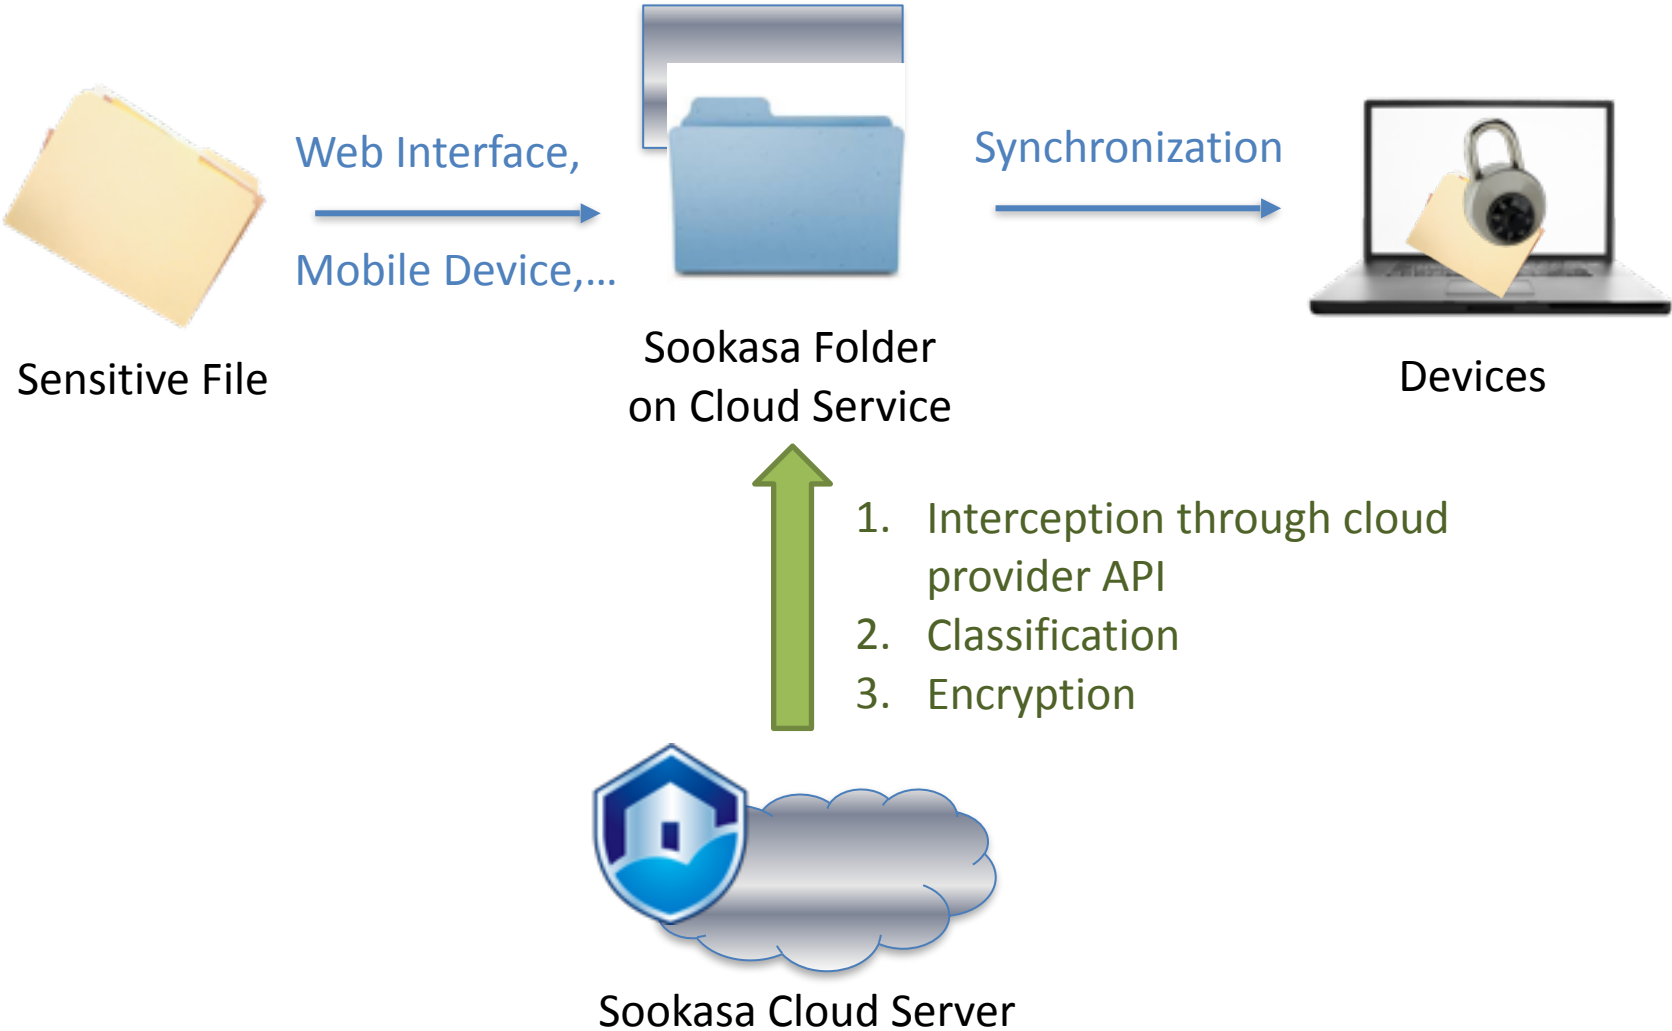 Web Interface,
Mobile Device,...
Synchronization
Sensitive File
Sookasa Folder
on Cloud Service
Devices
1. Interception through cloud
provider API
2. Classification
3. Encryption
Sookasa Cloud Server